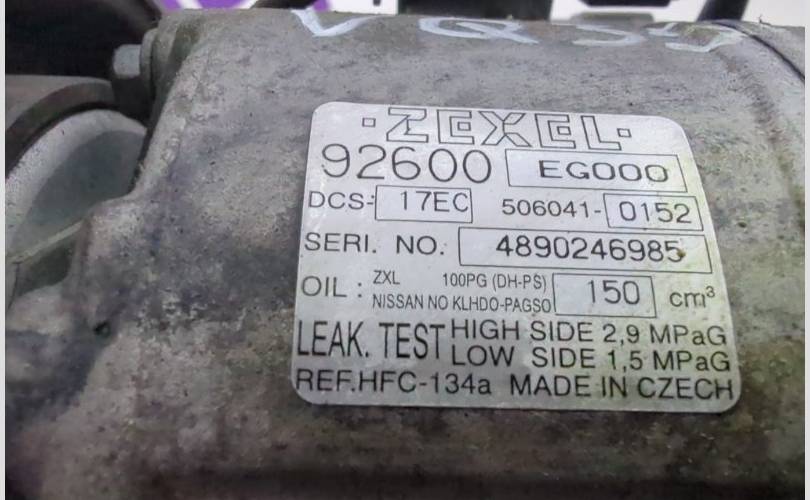 VQ35
·ZEXEL·
92600 EG000
DCS- 17EC 506041-0152
SERI. NO. 4890246985
OIL : ZXL 100PG (DH-PS) 150 cm³
NISSAN NO KLHDO-PAGSO
LEAK. TEST HIGH SIDE 2,9 MPaG
LOW SIDE 1,5 MPaG
REF.HFC-134a MADE IN CZECH